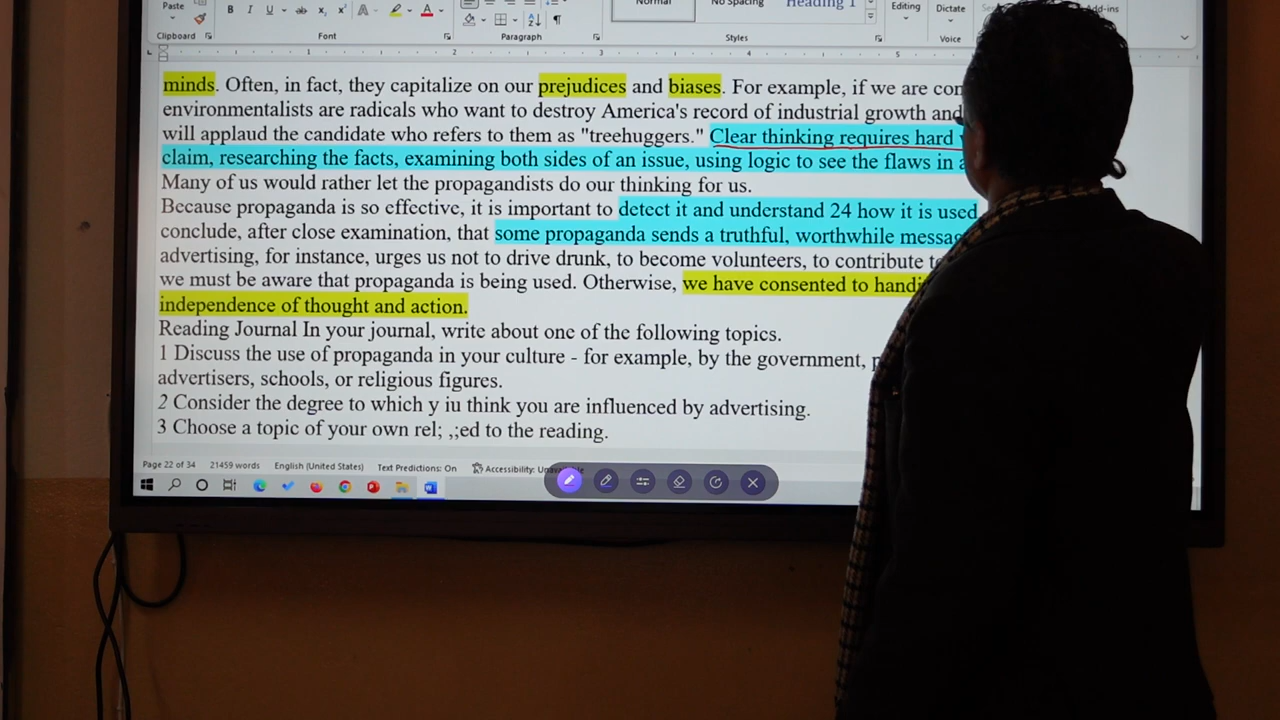 Paste
B I U ab x x A A
Normal No Spacing Heading 1
Editing Dictate Add-ins
Clipboard Font Paragraph Styles Voice
1 2 3 4 5
minds. Often, in fact, they capitalize on our prejudices and biases. For example, if we are con
environmentalists are radicals who want to destroy America's record of industrial growth and
will applaud the candidate who refers to them as "treehuggers." Clear thinking requires hard
claim, researching the facts, examining both sides of an issue, using logic to see the flaws in a
Many of us would rather let the propagandists do our thinking for us.
Because propaganda is so effective, it is important to detect it and understand 24 how it is used
conclude, after close examination, that some propaganda sends a truthful, worthwhile messag
advertising, for instance, urges us not to drive drunk, to become volunteers, to contribute t
we must be aware that propaganda is being used. Otherwise, we have consented to handi
independence of thought and action.
Reading Journal In your journal, write about one of the following topics.
1 Discuss the use of propaganda in your culture - for example, by the government, p
advertisers, schools, or religious figures.
2 Consider the degree to which y iu think you are influenced by advertising.
3 Choose a topic of your own rel; ,;ed to the reading.
Page 22 of 34 21459 words English (United States) Text Predictions: On Accessibility: